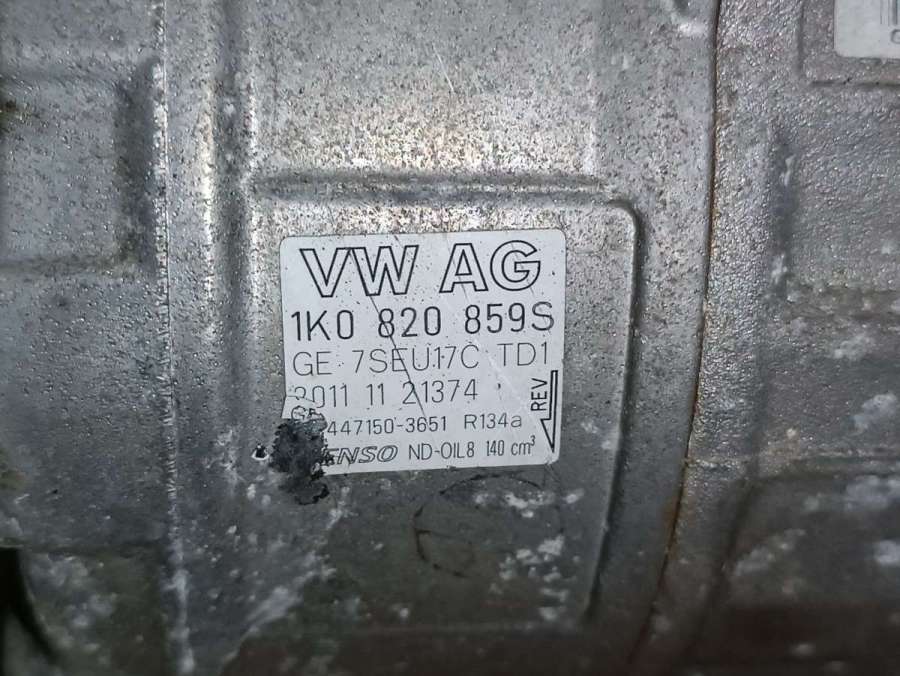 VW AG
1K0 820 859S
GE 7SEU17C TD1
2011 11 21374
REV
447150-3651 R134a
DENSO ND-OIL8 140 cm³